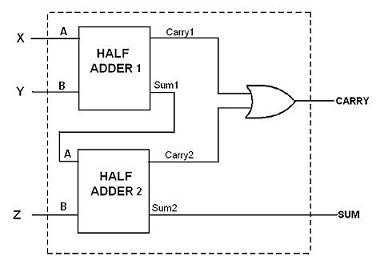 X
A
Carry1
HALF
ADDER 1
Y
B
Sum1
CARRY
A
Carry2
HALF
ADDER 2
Z
B
Sum2
SUM